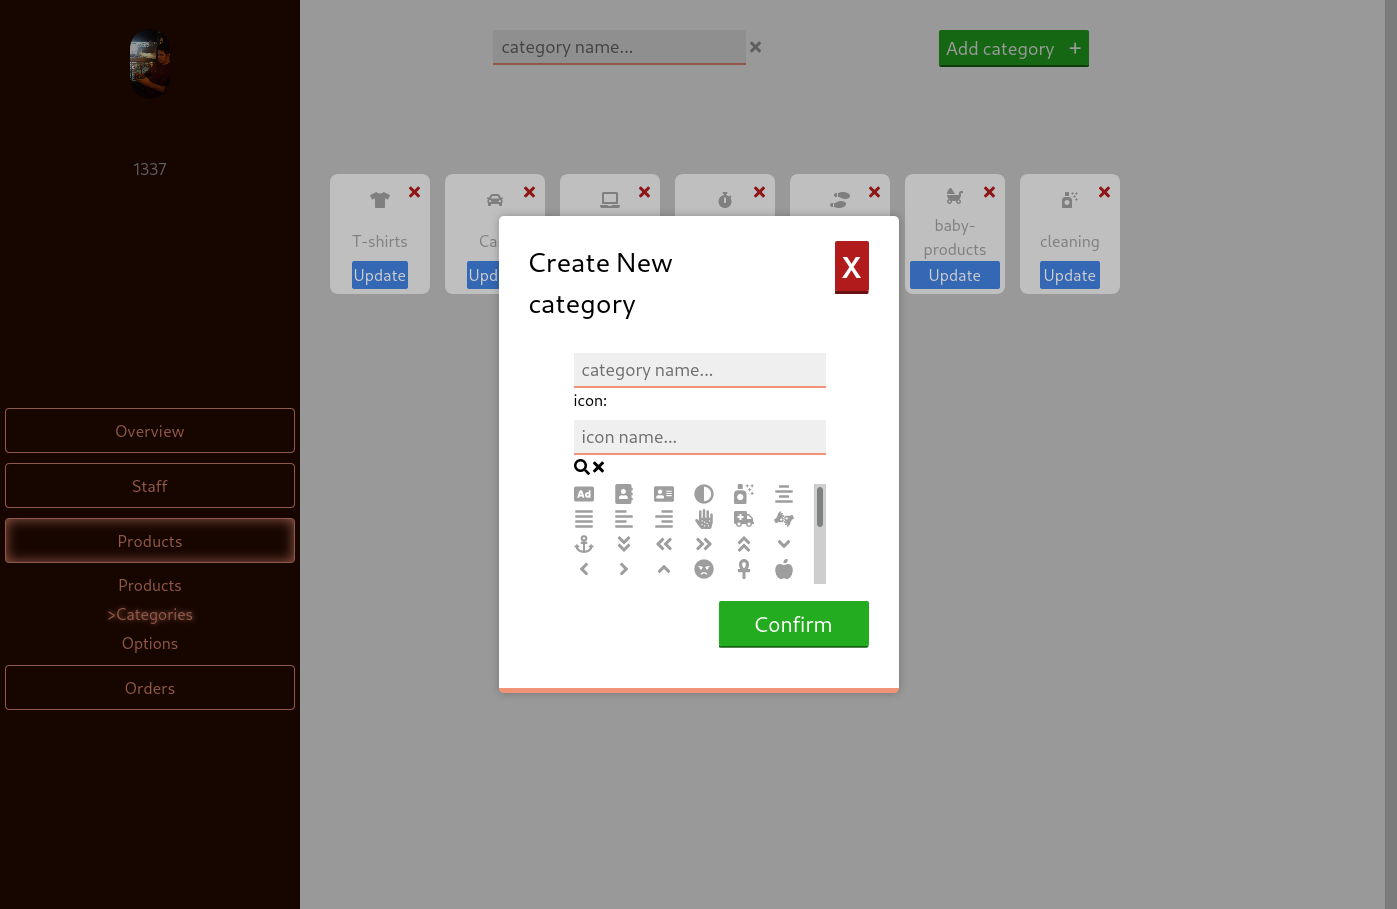 category name...
Add category +
1337
T-shirts
Ca
baby-
products
cleaning
Update
Upd
Update
Update
Create New
category
X
category name...
icon:
icon name...
Ad
Confirm
Overview
Staff
Products
Products
>Categories
Options
Orders